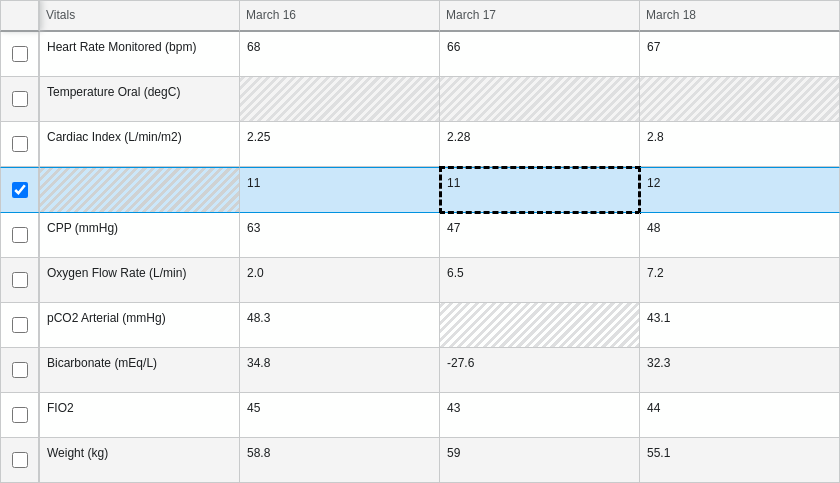 Vitals March 16 March 17 March 18
Heart Rate Monitored (bpm) 68 66 67
Temperature Oral (degC)
Cardiac Index (L/min/m2) 2.25 2.28 2.8
11 11 12
CPP (mmHg) 63 47 48
Oxygen Flow Rate (L/min) 2.0 6.5 7.2
pCO2 Arterial (mmHg) 48.3 43.1
Bicarbonate (mEq/L) 34.8 -27.6 32.3
FIO2 45 43 44
Weight (kg) 58.8 59 55.1